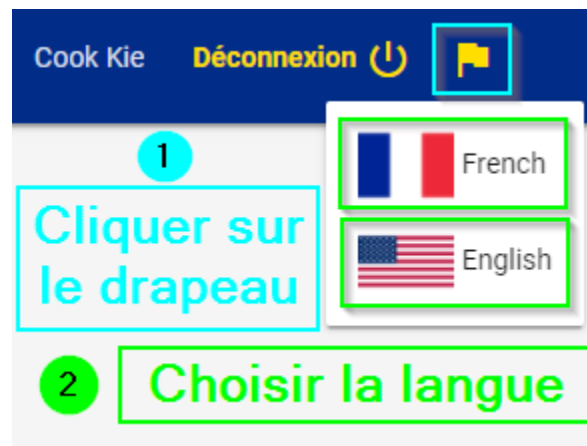 Cook Kie Déconnexion
French
English
1
Cliquer sur
le drapeau
2 Choisir la langue